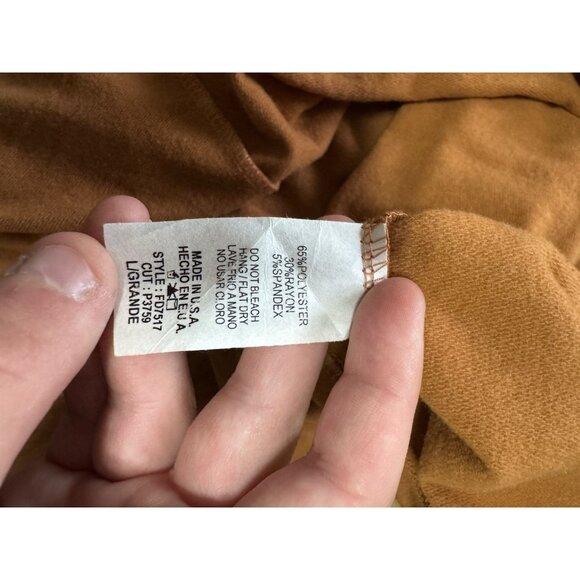 65%POLYESTER
30%RAYON
5%SPANDEX
DO NOT BLEACH
HANG / FLAT DRY
LAVE FRIO A MANO
NO USAR CLORO
MADE IN U.S.A.
HECHO EN E.U.A.
STYLE: FD7517
CUT : P3759
L/GRANDE